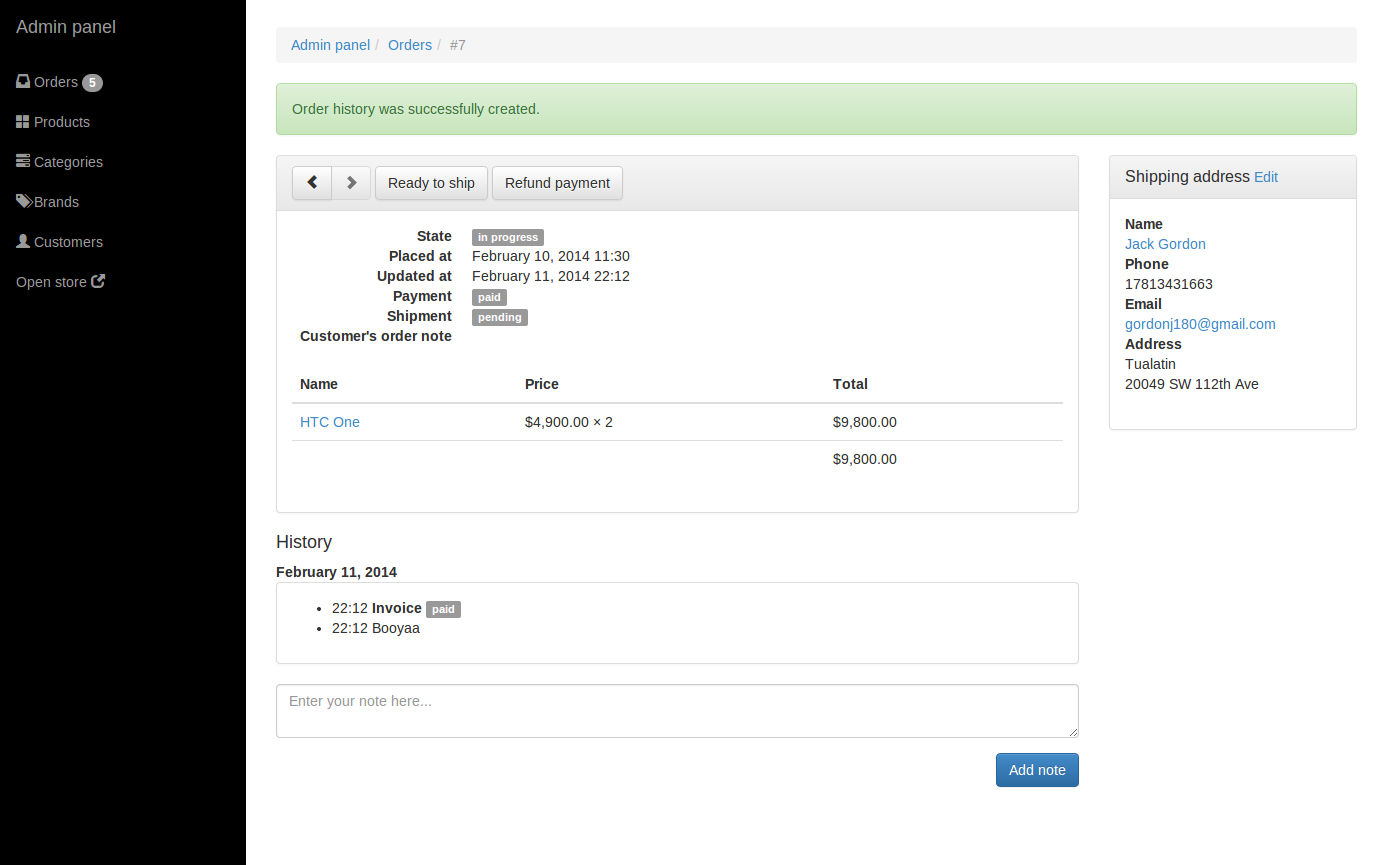 Admin panel
Orders 5
Products
Categories
Brands
Customers
Open store
Admin panel / Orders / #7
Order history was successfully created.
Ready to ship Refund payment
State in progress
Placed at February 10, 2014 11:30
Updated at February 11, 2014 22:12
Payment paid
Shipment pending
Customer's order note
Name Price Total
HTC One $4,900.00 × 2 $9,800.00
$9,800.00
History
February 11, 2014
22:12 Invoice paid
22:12 Booyaa
Enter your note here...
Add note
Shipping address Edit
Name
Jack Gordon
Phone
17813431663
Email
gordonj180@gmail.com
Address
Tualatin
20049 SW 112th Ave